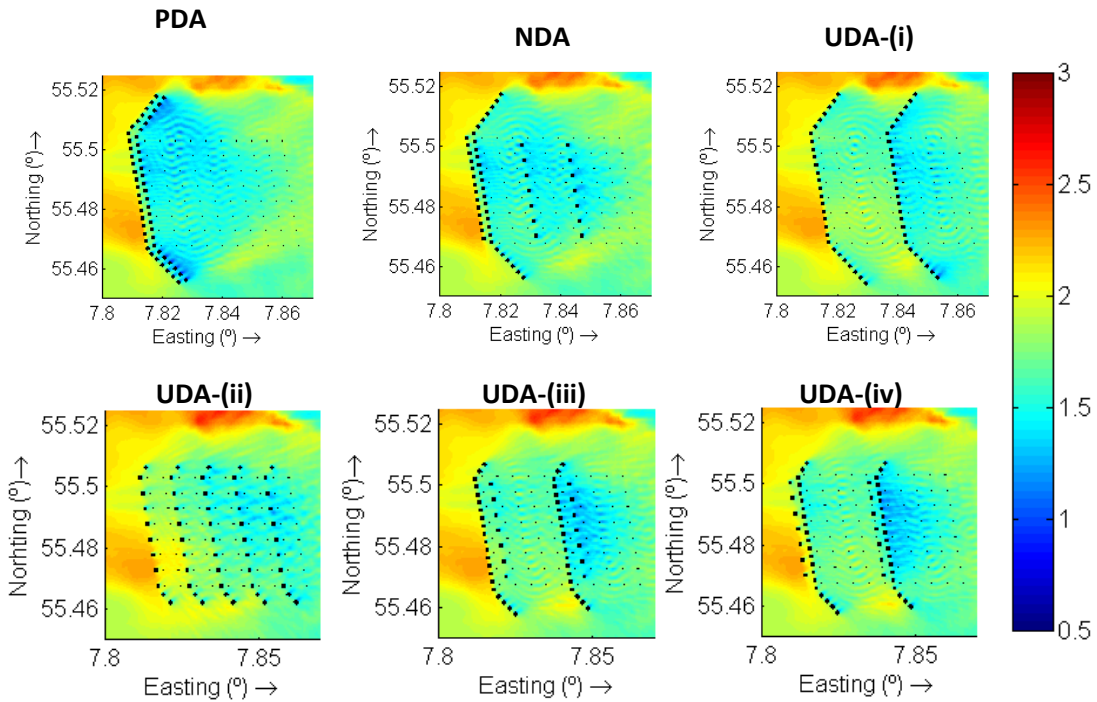 PDA
NDA
UDA-(i)
55.52
55.5
55.48
55.46
Northing (º)→
7.8 7.82 7.84 7.86
Easting (º) →
55.52
55.5
55.48
55.46
Northing (º)→
7.8 7.82 7.84 7.86
Easting (º) →
55.52
55.5
55.48
55.46
Northing (º)→
7.8 7.82 7.84 7.86
Easting (º) →
3
2.5
2
1.5
1
0.5
UDA-(ii)
UDA-(iii)
UDA-(iv)
55.52
55.5
55.48
55.46
Norhting (º)→
7.8 7.85
Easting (º) →
55.52
55.5
55.48
55.46
Northing (º)→
7.8 7.85
Easting (º) →
55.52
55.5
55.48
55.46
Northing (º)→
7.8 7.85
Easting (º) →